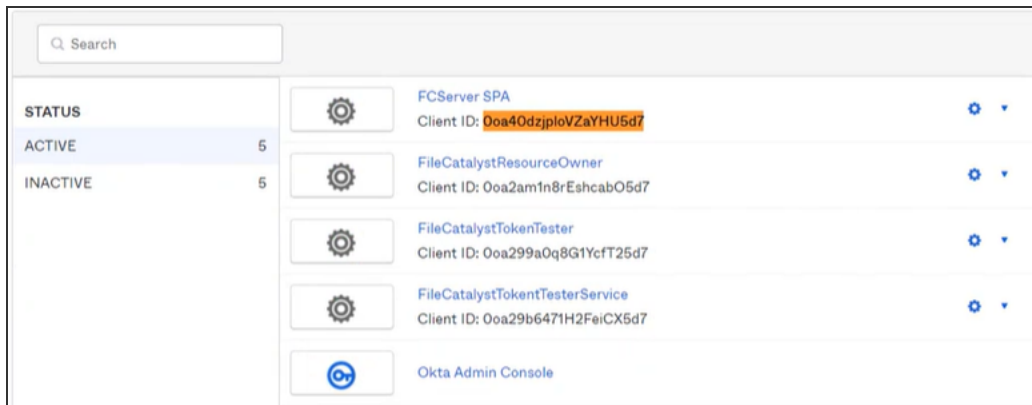 Search
STATUS
ACTIVE 5
INACTIVE 5
FCServer SPA
Client ID: 0oa40dzjploVZaYHU5d7
FileCatalystResourceOwner
Client ID: 0oa2am1n8rEshcabO5d7
FileCatalystTokenTester
Client ID: 0oa299a0q8G1YcfT25d7
FileCatalystTokentTesterService
Client ID: 0oa29b6471H2FeiCX5d7
Okta Admin Console